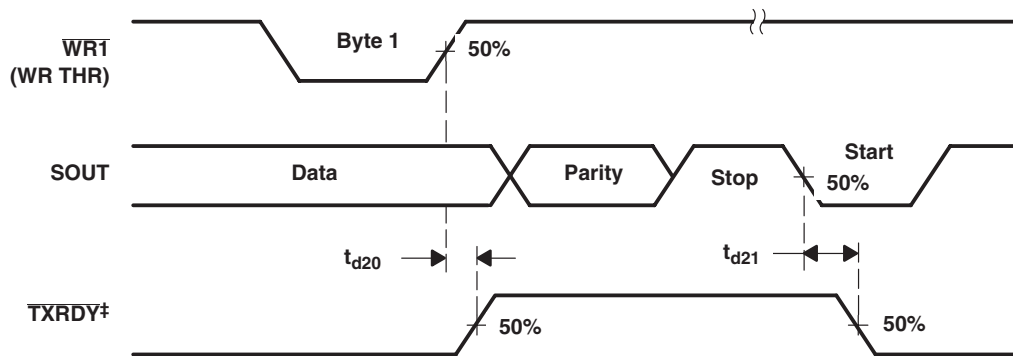 WR1
(WR THR)
Byte 1
50%
SOUT
Data
Parity
Stop
Start
50%
td20
td21
TXRDY‡
50%
50%